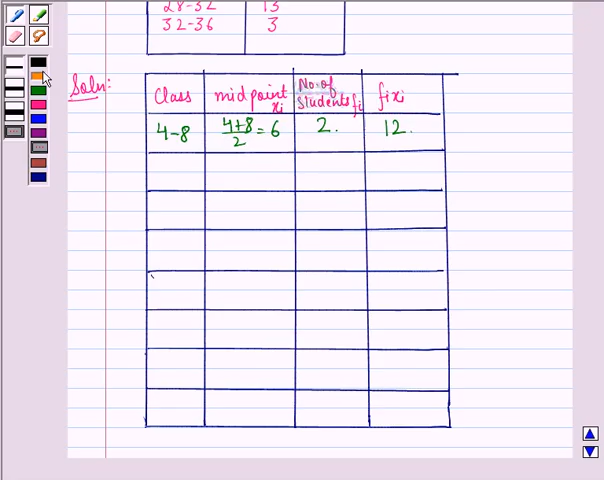 28-32 13
32-36 3
Soln:
Class midpoint xi No. of students fi fixi
4-8 4+8/2 = 6 2. 12.